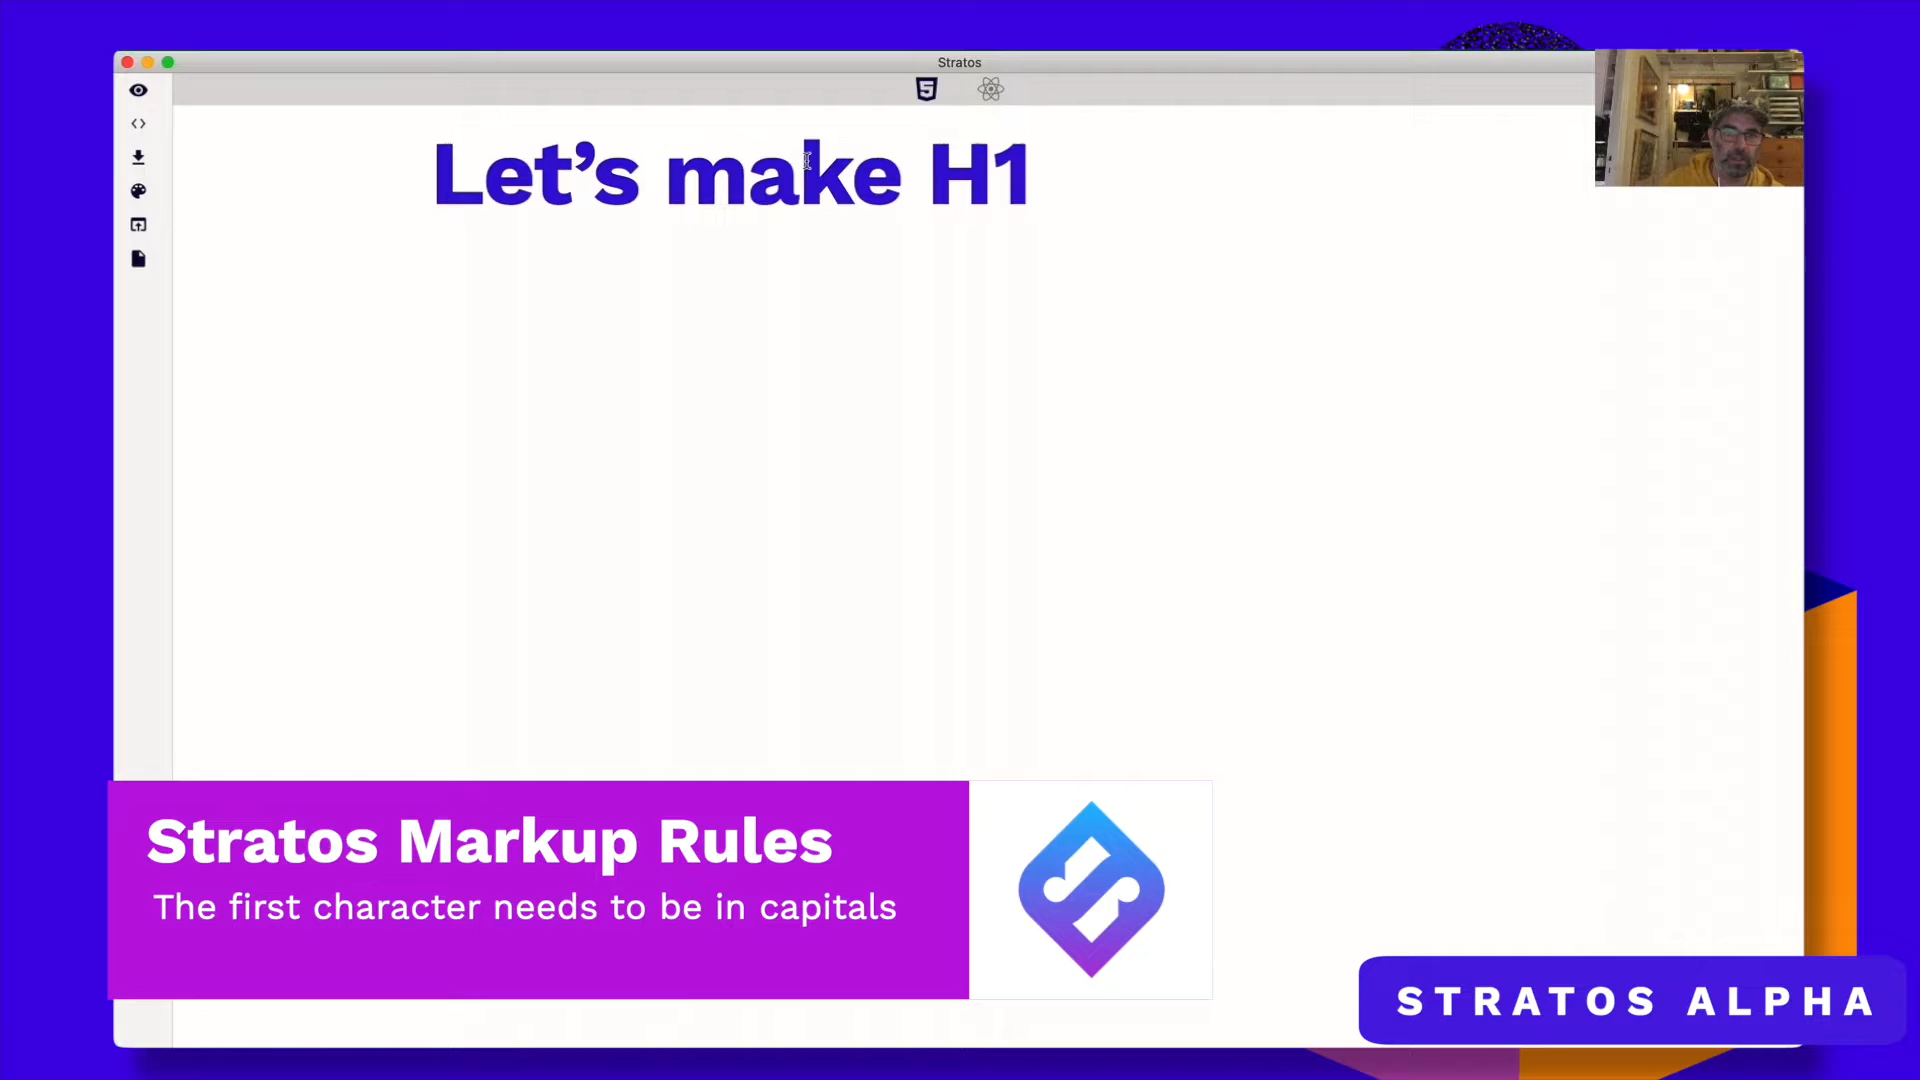 Stratos
Let’s make H1
Stratos Markup Rules
The first character needs to be in capitals
STRATOS ALPHA